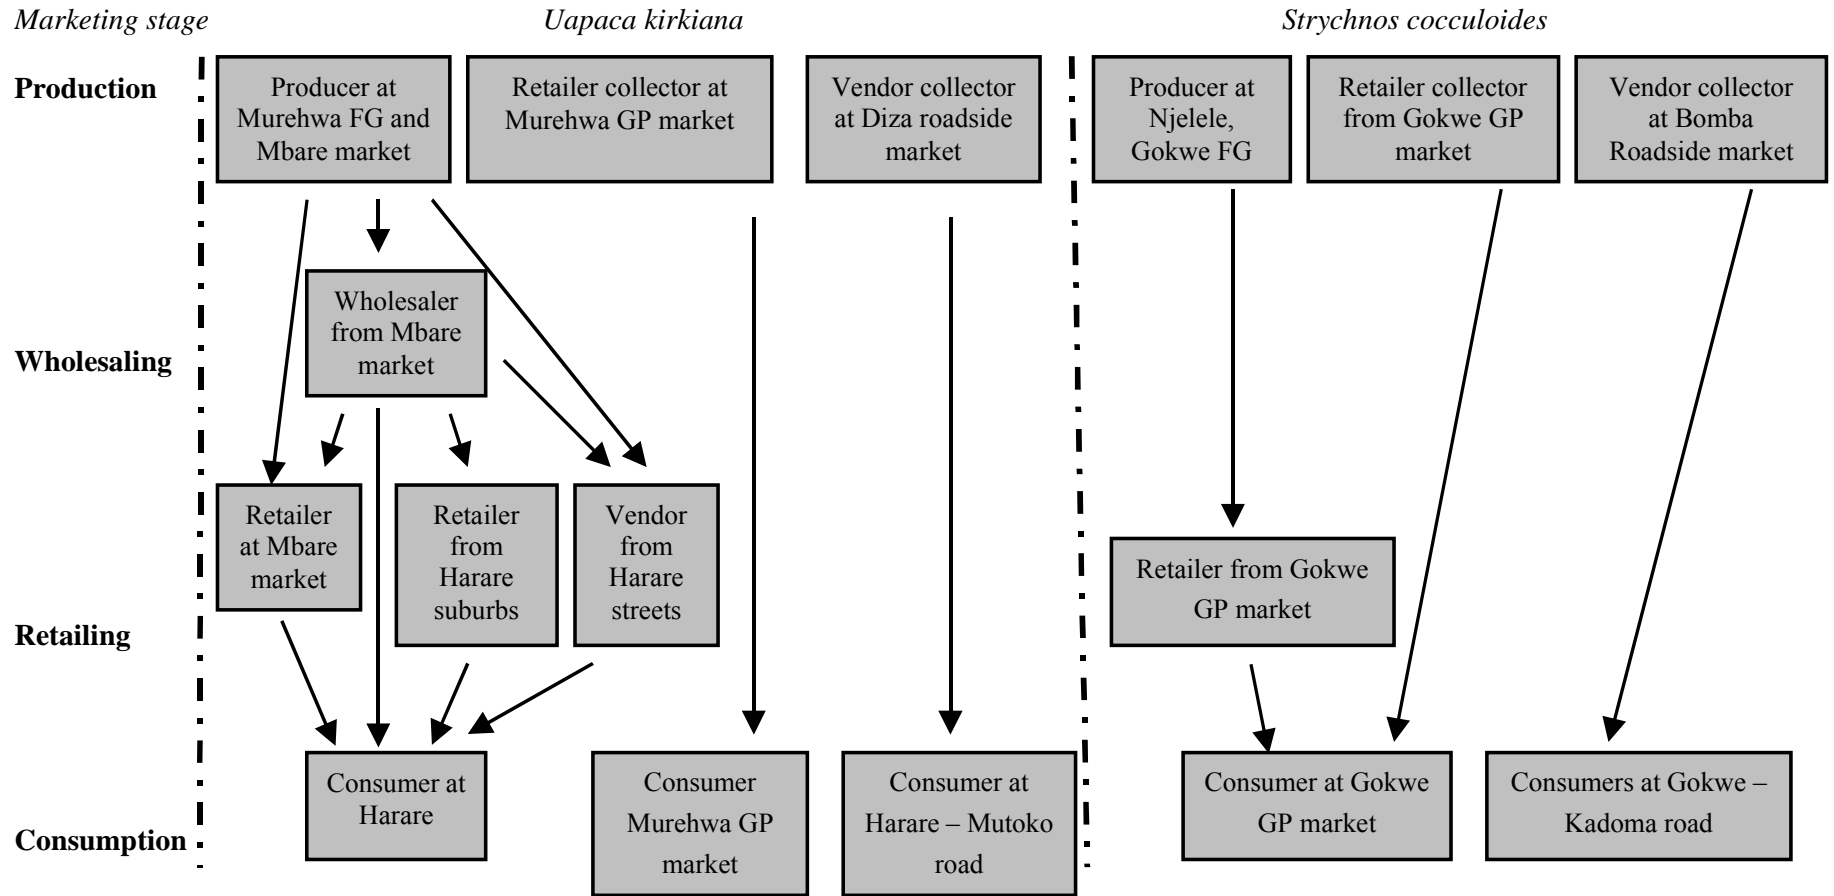 Marketing stage
Uapaca kirkiana
Strychnos cocculoides
Production
Producer at
Murehwa FG and
Mbare market
Retailer collector at
Murehwa GP market
Vendor collector
at Diza roadside
market
Producer at
Njelele,
Gokwe FG
Retailer collector
from Gokwe GP
market
Vendor collector
at Bomba
Roadside market
Wholesaling
Wholesaler
from Mbare
market
Retailing
Retailer
at Mbare
market
Retailer
from
Harare
suburbs
Vendor
from
Harare
streets
Retailer from Gokwe
GP market
Consumption
Consumer at
Harare
Consumer
Murehwa GP
market
Consumer at
Harare – Mutoko
road
Consumer at Gokwe
GP market
Consumers at Gokwe –
Kadoma road